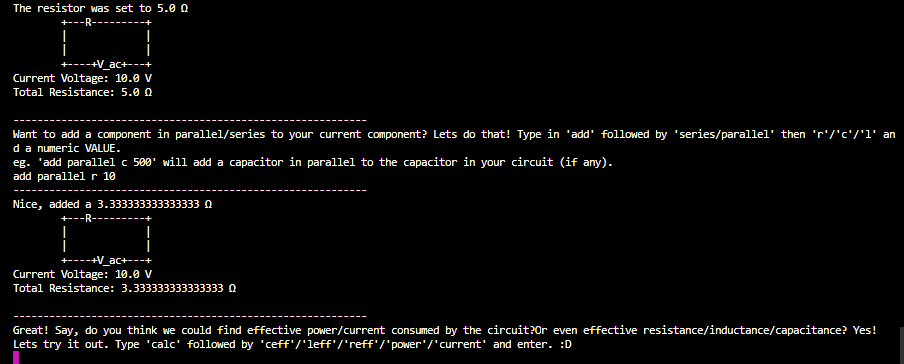 The resistor was set to 5.0 Ω
+---R---------+
|             |
|             |
+----+V_ac+---+
Current Voltage: 10.0 V
Total Resistance: 5.0 Ω
------------------------------------------------------------
Want to add a component in parallel/series to your current component? Lets do that! Type in 'add' followed by 'series/parallel' then 'r'/'c'/'l' an
d a numeric VALUE.
eg. 'add parallel c 500' will add a capacitor in parallel to the capacitor in your circuit (if any).
add parallel r 10
------------------------------------------------------------
Nice, added a 3.333333333333333 Ω
+---R---------+
|             |
|             |
+----+V_ac+---+
Current Voltage: 10.0 V
Total Resistance: 3.333333333333333 Ω
------------------------------------------------------------
Great! Say, do you think we could find effective power/current consumed by the circuit?Or even effective resistance/inductance/capacitance? Yes!
Lets try it out. Type 'calc' followed by 'ceff'/'leff'/'reff'/'power'/'current' and enter. :D